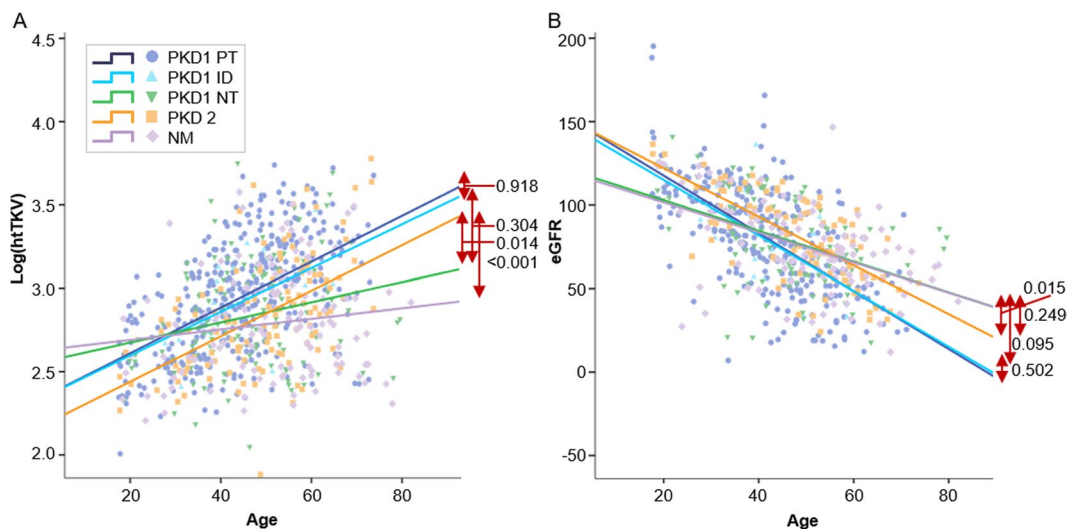 A
Log(htTKV)
4.5
4.0
3.5
3.0
2.5
2.0
PKD1 PT
PKD1 ID
PKD1 NT
PKD 2
NM
0.918
0.304
0.014
<0.001
20
40
60
80
Age
B
eGFR
200
150
100
50
0
-50
0.015
0.249
0.095
0.502
20
40
60
80
Age